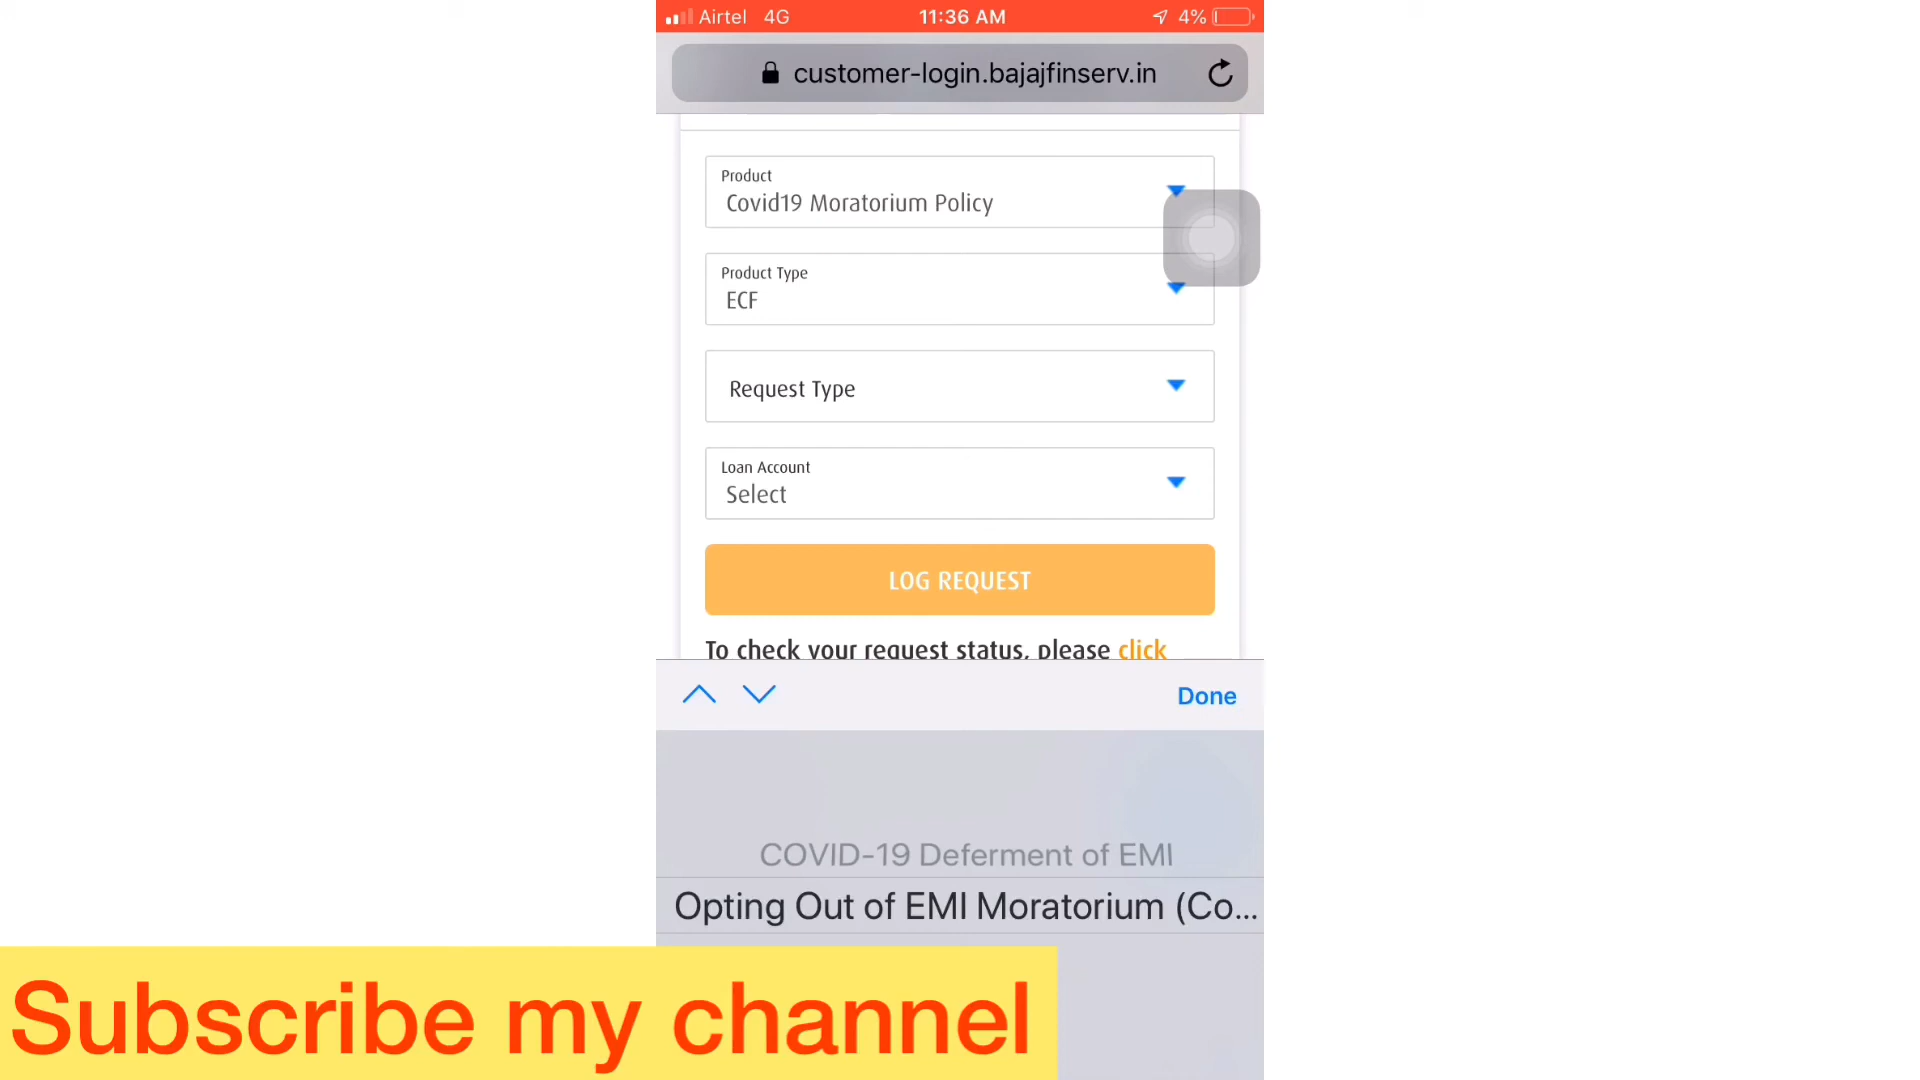 Airtel 4G 11:36 AM 4%
customer-login.bajajfinserv.in
Product
Covid19 Moratorium Policy
Product Type
ECF
Request Type
Loan Account
Select
LOG REQUEST
To check your request status, please click
Done
COVID-19 Deferment of EMI
Opting Out of EMI Moratorium (Co...
Subscribe my channel